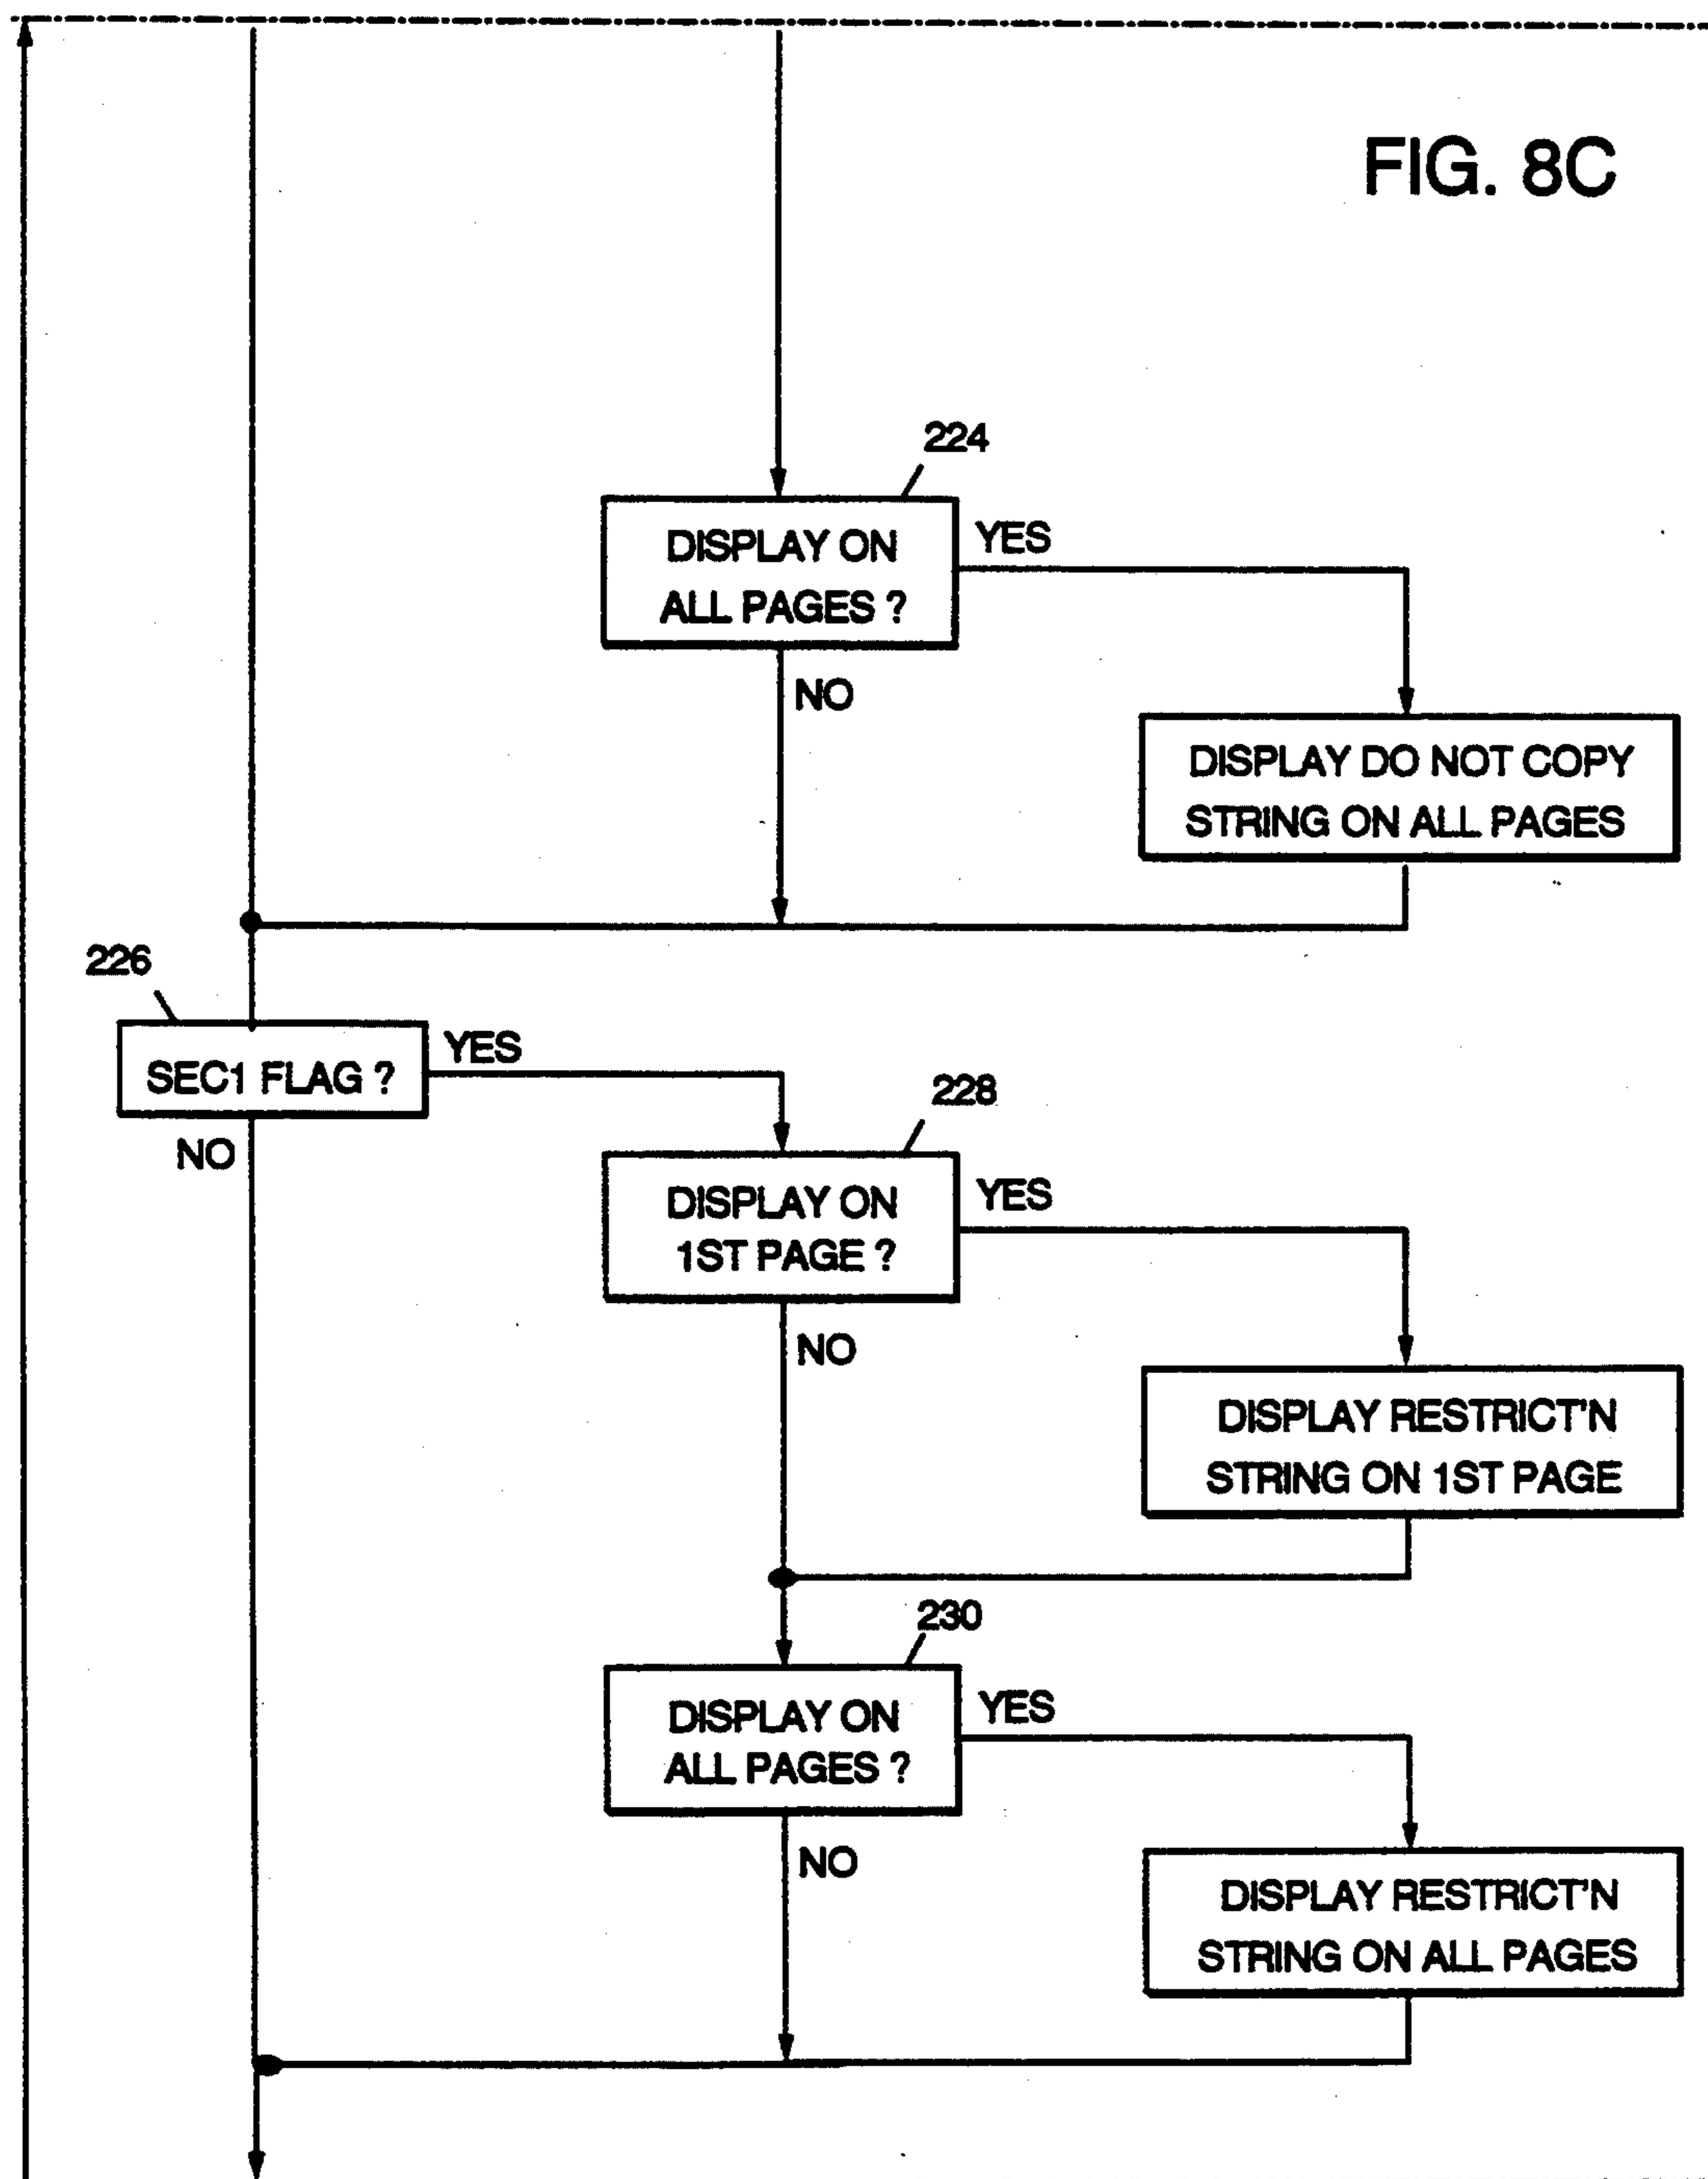 FIG. 8C
224
DISPLAY ON
ALL PAGES ?
YES
NO
DISPLAY DO NOT COPY
STRING ON ALL PAGES
226
SEC1 FLAG ?
YES
NO
228
DISPLAY ON
1ST PAGE ?
YES
NO
DISPLAY RESTRICT'N
STRING ON 1ST PAGE
230
DISPLAY ON
ALL PAGES ?
YES
NO
DISPLAY RESTRICT'N
STRING ON ALL PAGES